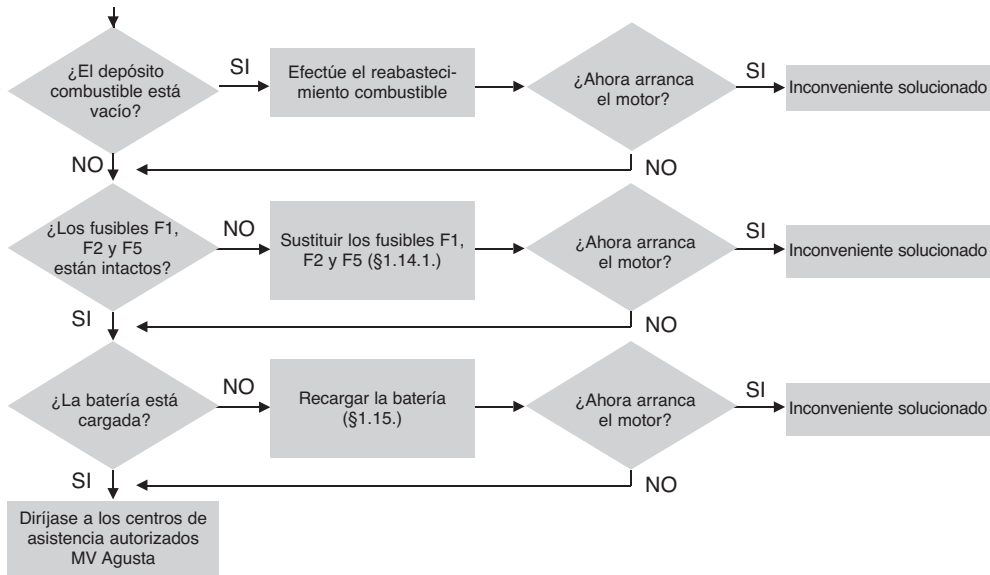 ¿El depósito
combustible está
vacío?
SI
Efectúe el reabasteci-
miento combustible
¿Ahora arranca
el motor?
SI
Inconveniente solucionado
NO
NO
¿Los fusibles F1,
F2 y F5
están intactos?
NO
Sustituir los fusibles F1,
F2 y F5 (§1.14.1.)
¿Ahora arranca
el motor?
SI
Inconveniente solucionado
SI
NO
¿La batería está
cargada?
NO
Recargar la batería
(§1.15.)
¿Ahora arranca
el motor?
SI
Inconveniente solucionado
SI
NO
Diríjase a los centros de
asistencia autorizados
MV Agusta